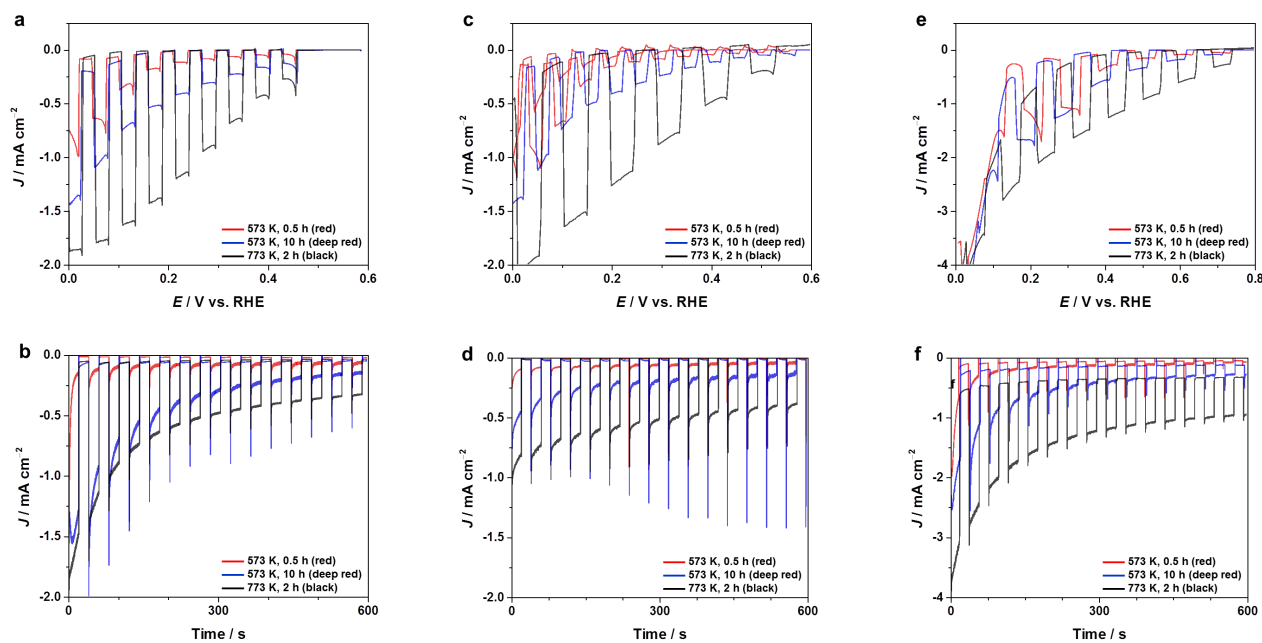 a
J / mA cm−2
0.0
-0.5
-1.0
-1.5
-2.0
573 K, 0.5 h (red)
573 K, 10 h (deep red)
773 K, 2 h (black)
0.0 0.2 0.4 0.6
E / V vs. RHE
c
J / mA cm−2
0.0
-0.5
-1.0
-1.5
-2.0
573 K, 0.5 h (red)
573 K, 10 h (deep red)
773 K, 2 h (black)
0.0 0.2 0.4 0.6
E / V vs. RHE
e
J / mA cm−2
0
-1
-2
-3
-4
573 K, 0.5 h (red)
573 K, 10 h (deep red)
773 K, 2 h (black)
0.0 0.2 0.4 0.6 0.8
E / V vs. RHE
b
J / mA cm−2
0.0
-0.5
-1.0
-1.5
-2.0
573 K, 0.5 h (red)
573 K, 10 h (deep red)
773 K, 2 h (black)
0 300 600
Time / s
d
J / mA cm−2
0.0
-0.5
-1.0
-1.5
-2.0
573 K, 0.5 h (red)
573 K, 10 h (deep red)
773 K, 2 h (black)
0 300 600
Time / s
f
J / mA cm−2
0
-1
-2
-3
-4
573 K, 0.5 h (red)
573 K, 10 h (deep red)
773 K, 2 h (black)
0 300 600
Time / s